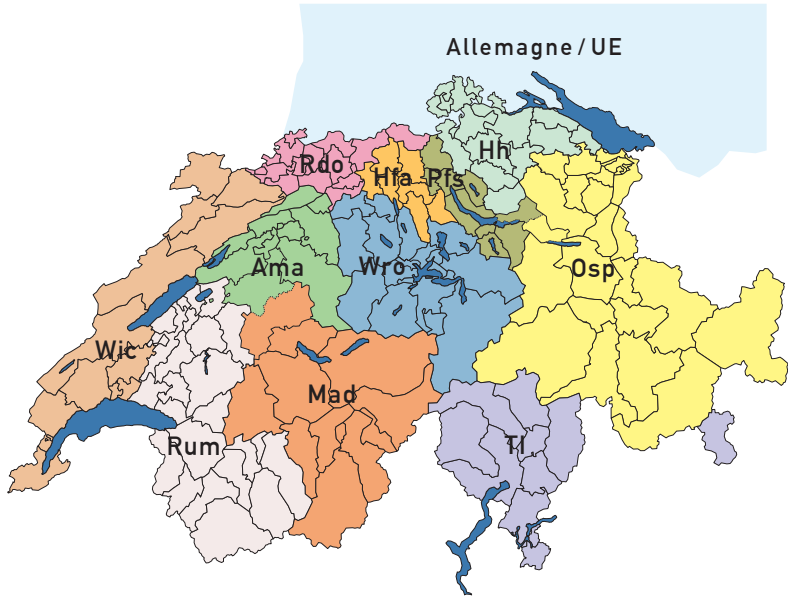 Allemagne / UE
Rdo
Hh
Hfa
Pfs
Ama
Wro
Osp
Wic
Mad
Rum
TI